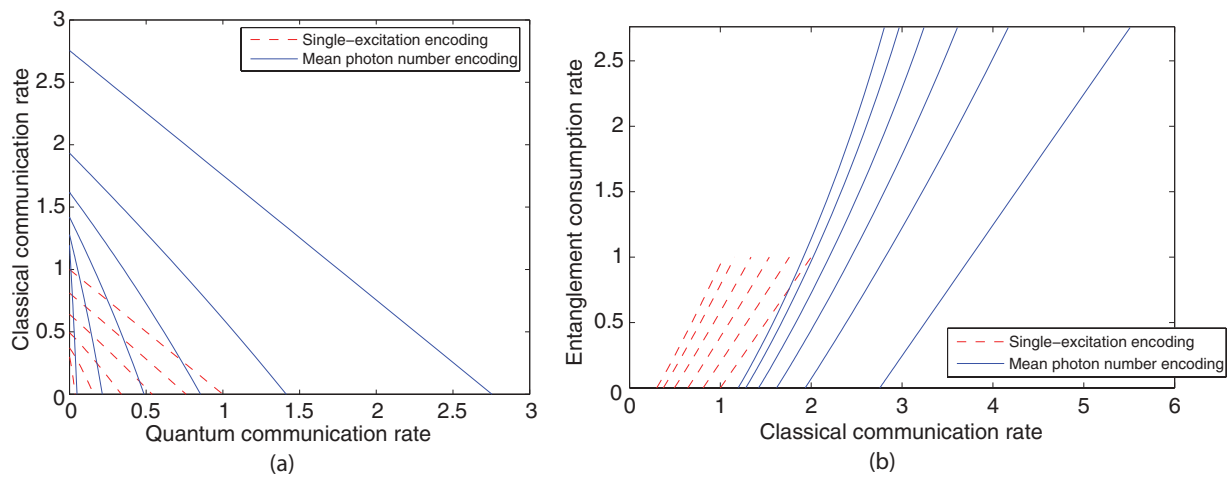 3
2.5
2
1.5
1
0.5
0
0 0.5 1 1.5 2 2.5 3
Classical communication rate
Quantum communication rate
Single-excitation encoding
Mean photon number encoding
(a)
2.5
2
1.5
1
0.5
0
0 1 2 3 4 5 6
Entanglement consumption rate
Classical communication rate
Single-excitation encoding
Mean photon number encoding
(b)